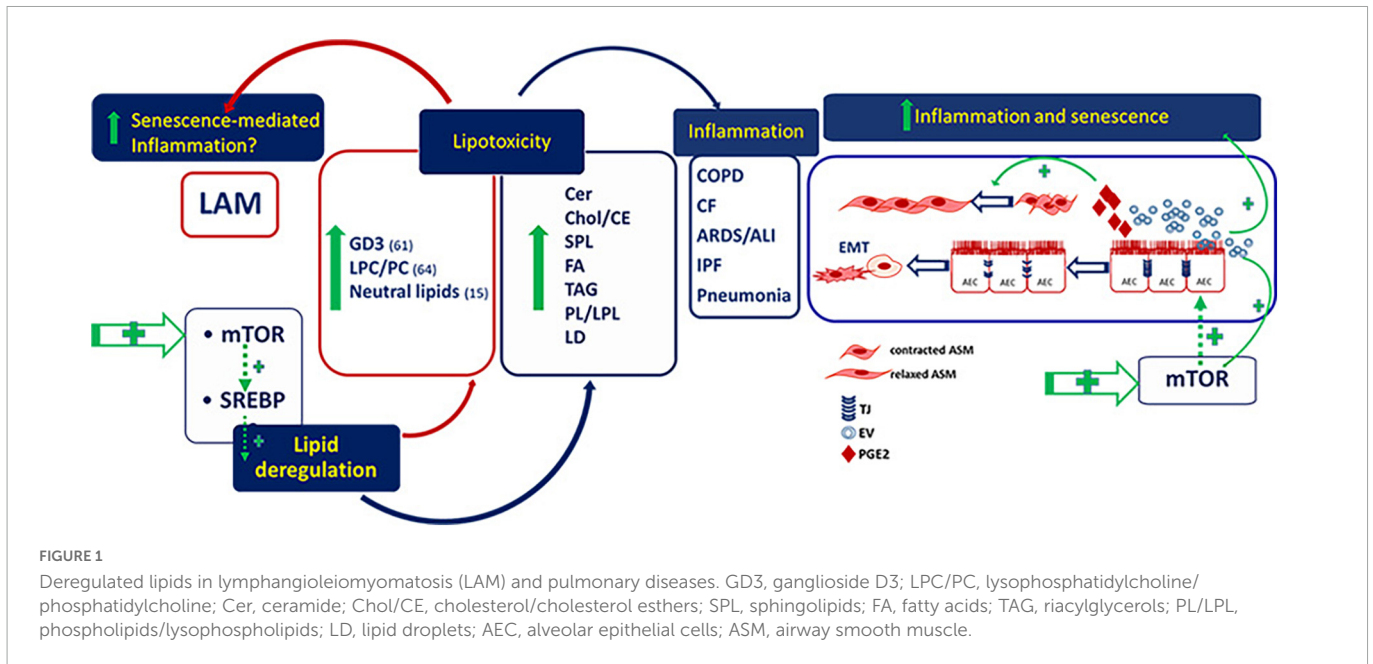 Senescence-mediated
Inflammation?
LAM
Lipotoxicity
GD3 (61)
LPC/PC (64)
Neutral lipids (15)
Cer
Chol/CE
SPL
FA
TAG
PL/LPL
LD
+
• mTOR
+
• SREBP
+
Lipid
deregulation
Inflammation
COPD
CF
ARDS/ALI
IPF
Pneumonia
Inflammation and senescence
+
+
EMT
AEC AEC AEC
AEC AEC AEC
+
+
+
mTOR
contracted ASM
relaxed ASM
TJ
EV
PGE2
FIGURE 1
Deregulated lipids in lymphangioleiomyomatosis (LAM) and pulmonary diseases. GD3, ganglioside D3; LPC/PC, lysophosphatidylcholine/
phosphatidylcholine; Cer, ceramide; Chol/CE, cholesterol/cholesterol esthers; SPL, sphingolipids; FA, fatty acids; TAG, riacylglycerols; PL/LPL,
phospholipids/lysophospholipids; LD, lipid droplets; AEC, alveolar epithelial cells; ASM, airway smooth muscle.